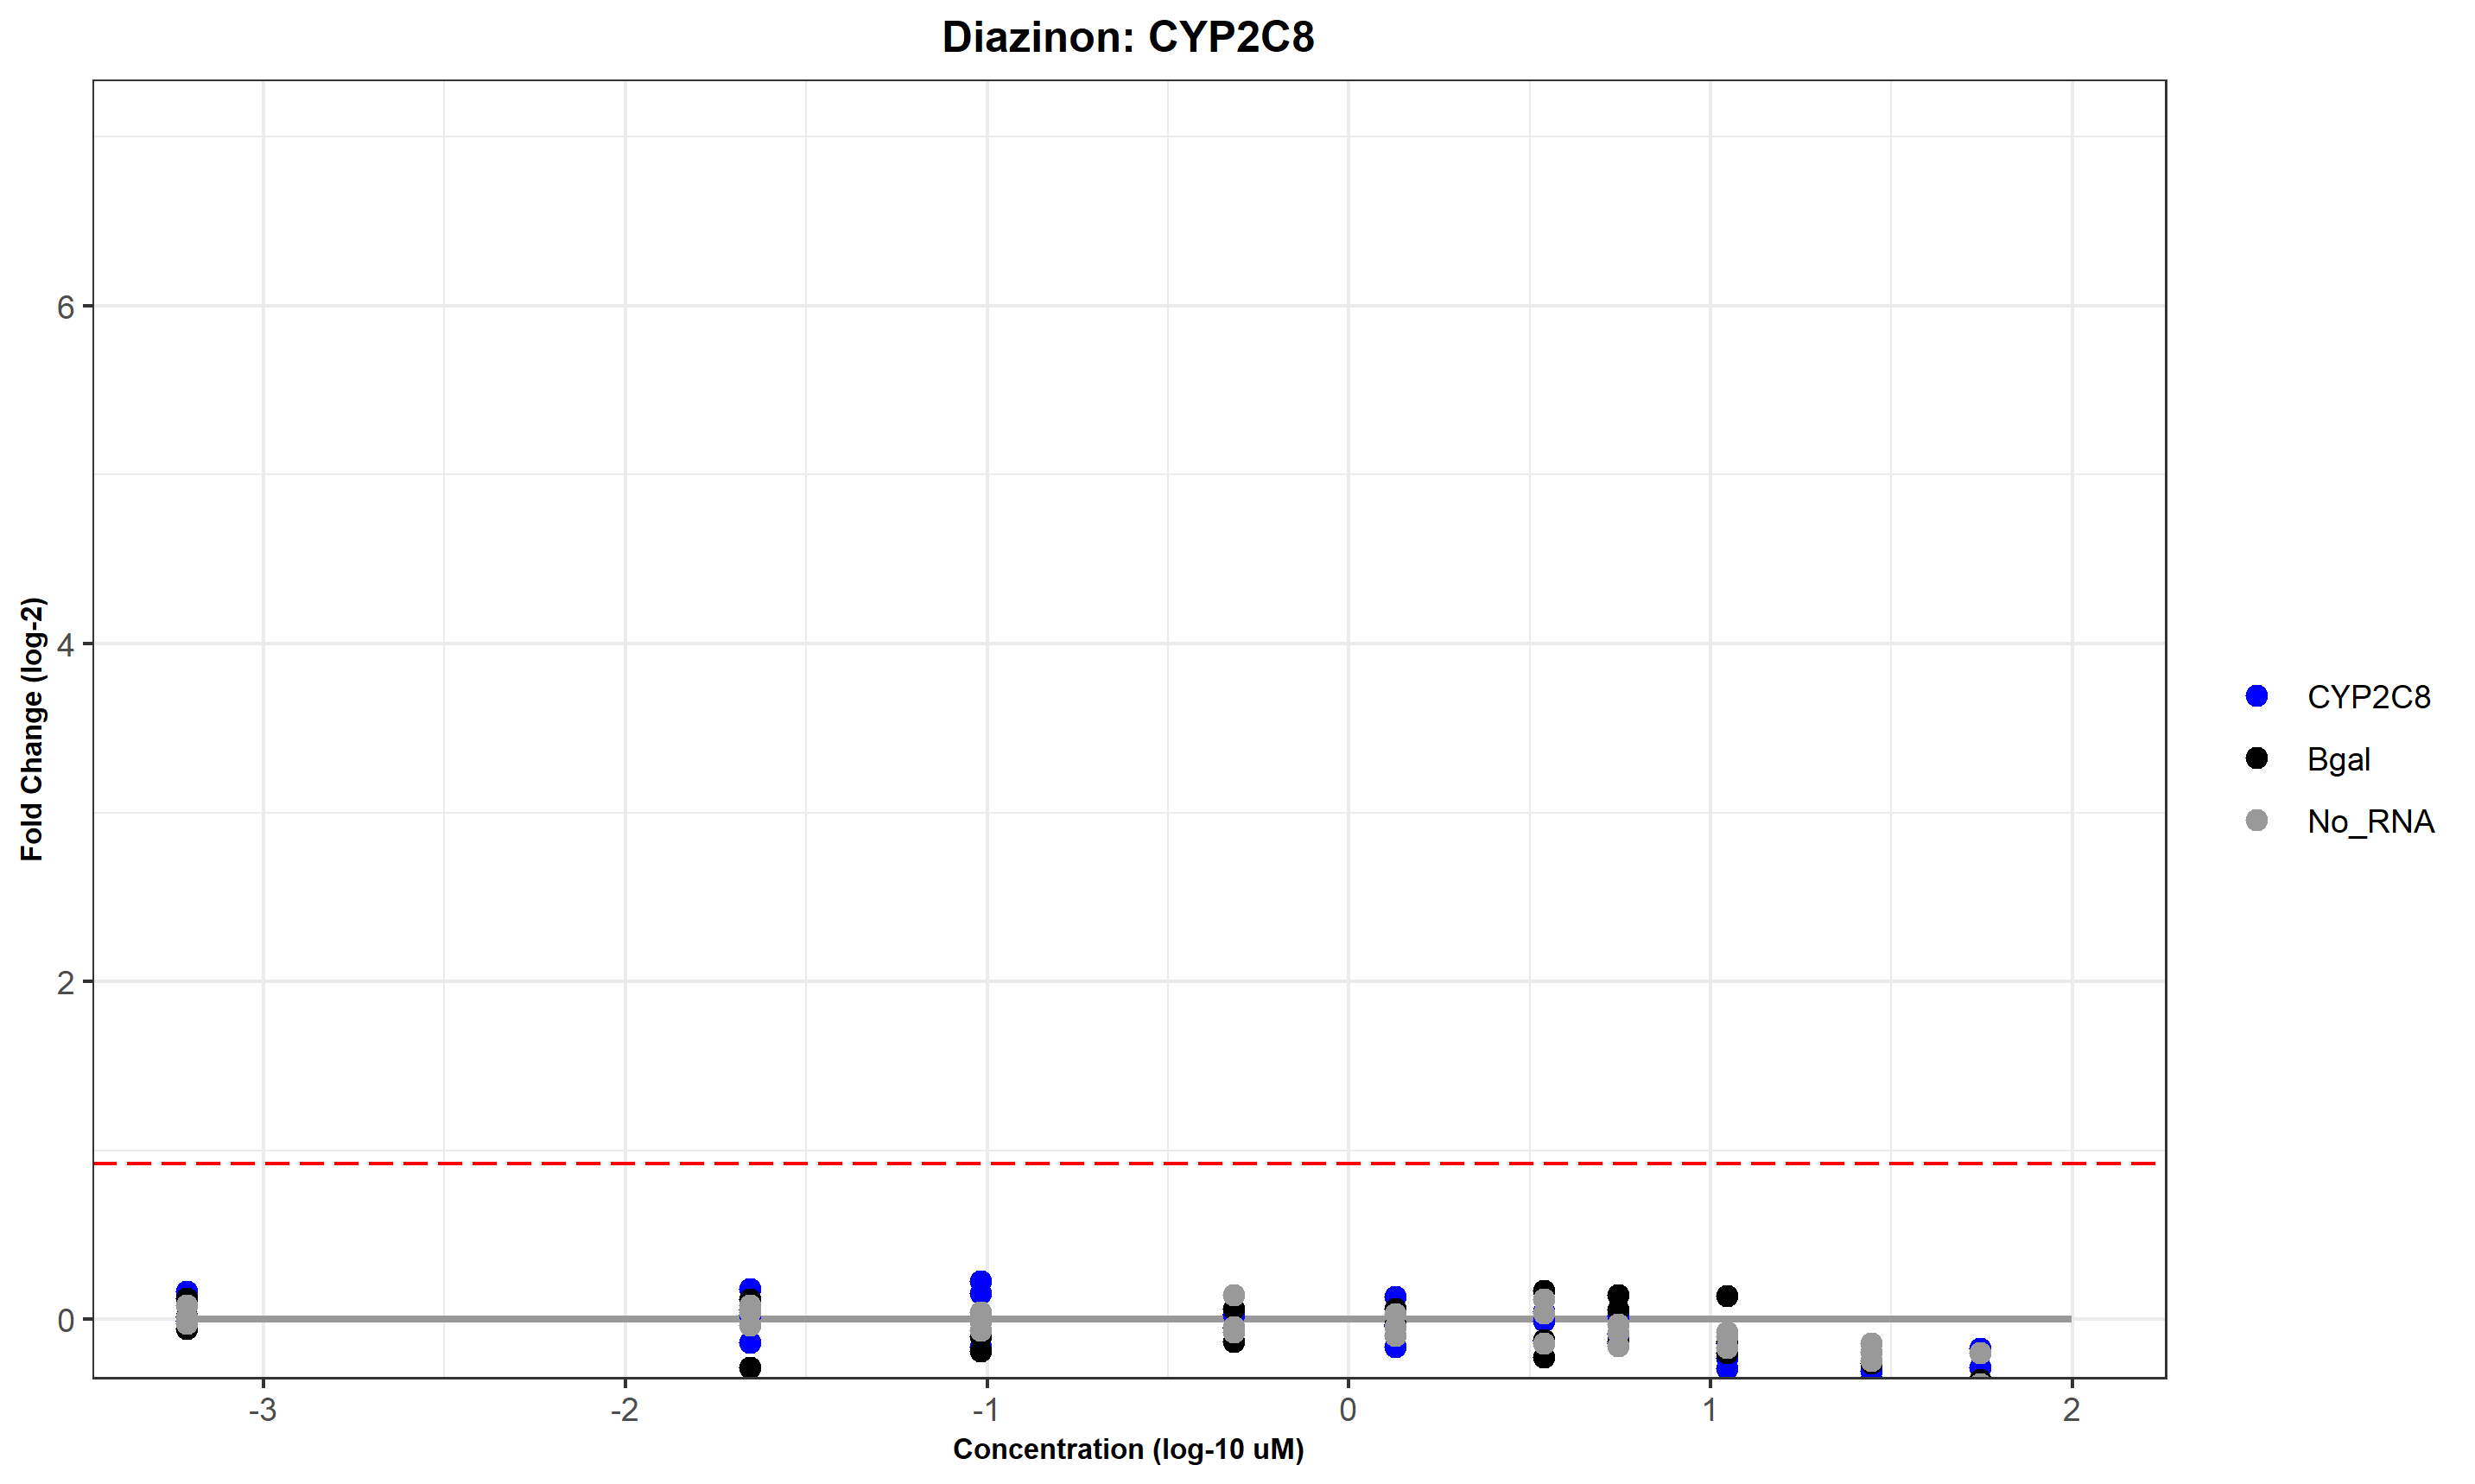 Diazinon: CYP2C8
Fold Change (log-2)
6
4
2
0
-3
-2
-1
0
1
2
Concentration (log-10 uM)
CYP2C8
Bgal
No_RNA